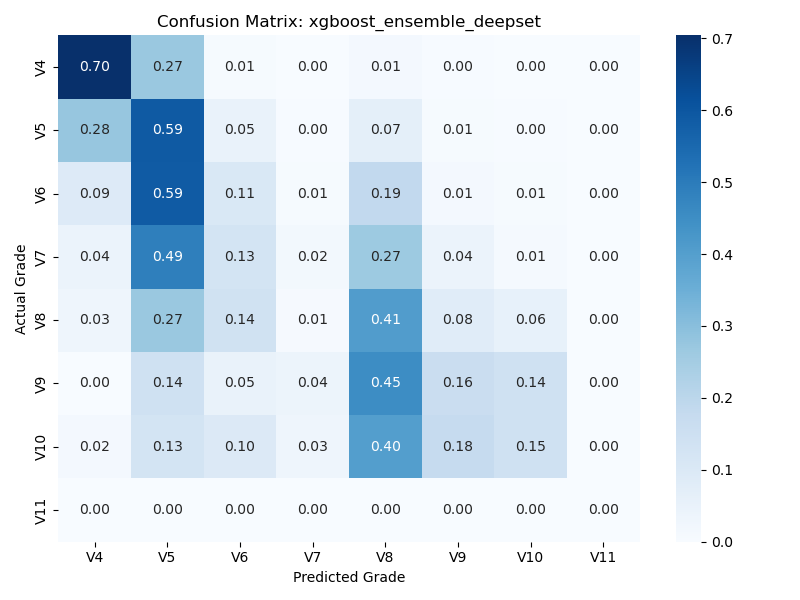 Confusion Matrix: xgboost_ensemble_deepset
Actual Grade
V4 0.70 0.27 0.01 0.00 0.01 0.00 0.00 0.00
V5 0.28 0.59 0.05 0.00 0.07 0.01 0.00 0.00
V6 0.09 0.59 0.11 0.01 0.19 0.01 0.01 0.00
V7 0.04 0.49 0.13 0.02 0.27 0.04 0.01 0.00
V8 0.03 0.27 0.14 0.01 0.41 0.08 0.06 0.00
V9 0.00 0.14 0.05 0.04 0.45 0.16 0.14 0.00
V10 0.02 0.13 0.10 0.03 0.40 0.18 0.15 0.00
V11 0.00 0.00 0.00 0.00 0.00 0.00 0.00 0.00
V4 V5 V6 V7 V8 V9 V10 V11
Predicted Grade
0.7
0.6
0.5
0.4
0.3
0.2
0.1
0.0